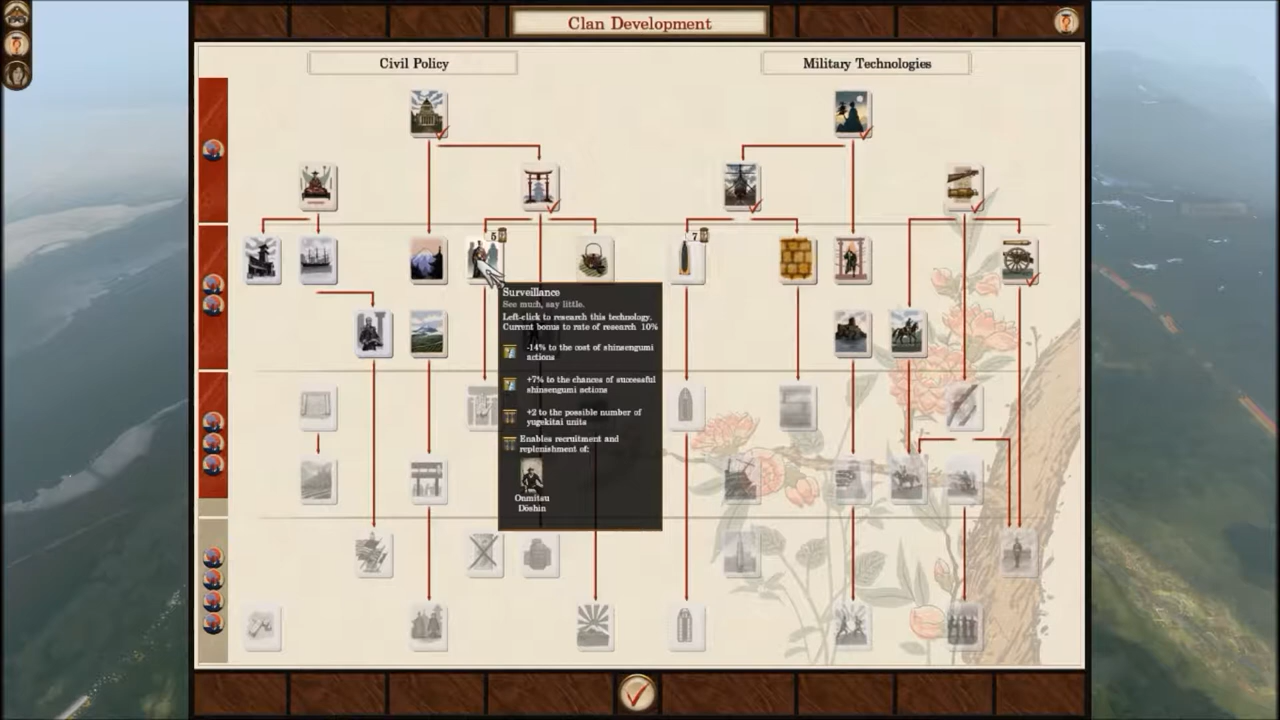 Clan Development
Civil Policy
Military Technologies
5
7
Surveillance
See much, say little.
Left-click to research this technology.
Current bonus to rate of research 10%
-14% to the cost of shinsengumi
actions
+7% to the chances of successful
shinsengumi actions
+2 to the possible number of
yugekitai units
Enables recruitment and
replenishment of:
Onmitsu
Dōshin